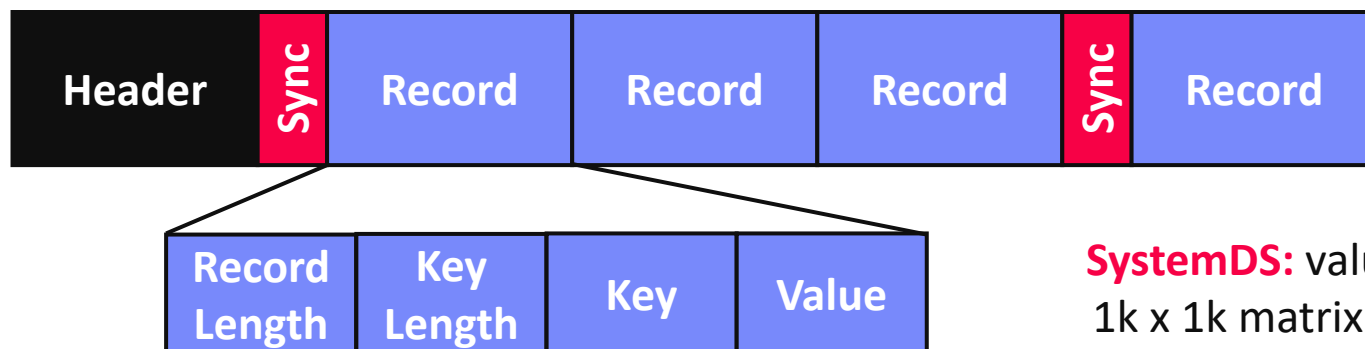 Header Sync Record Record Record Sync Record
Record Key
Length Length Key Value
SystemDS:
1k x 1k matrix